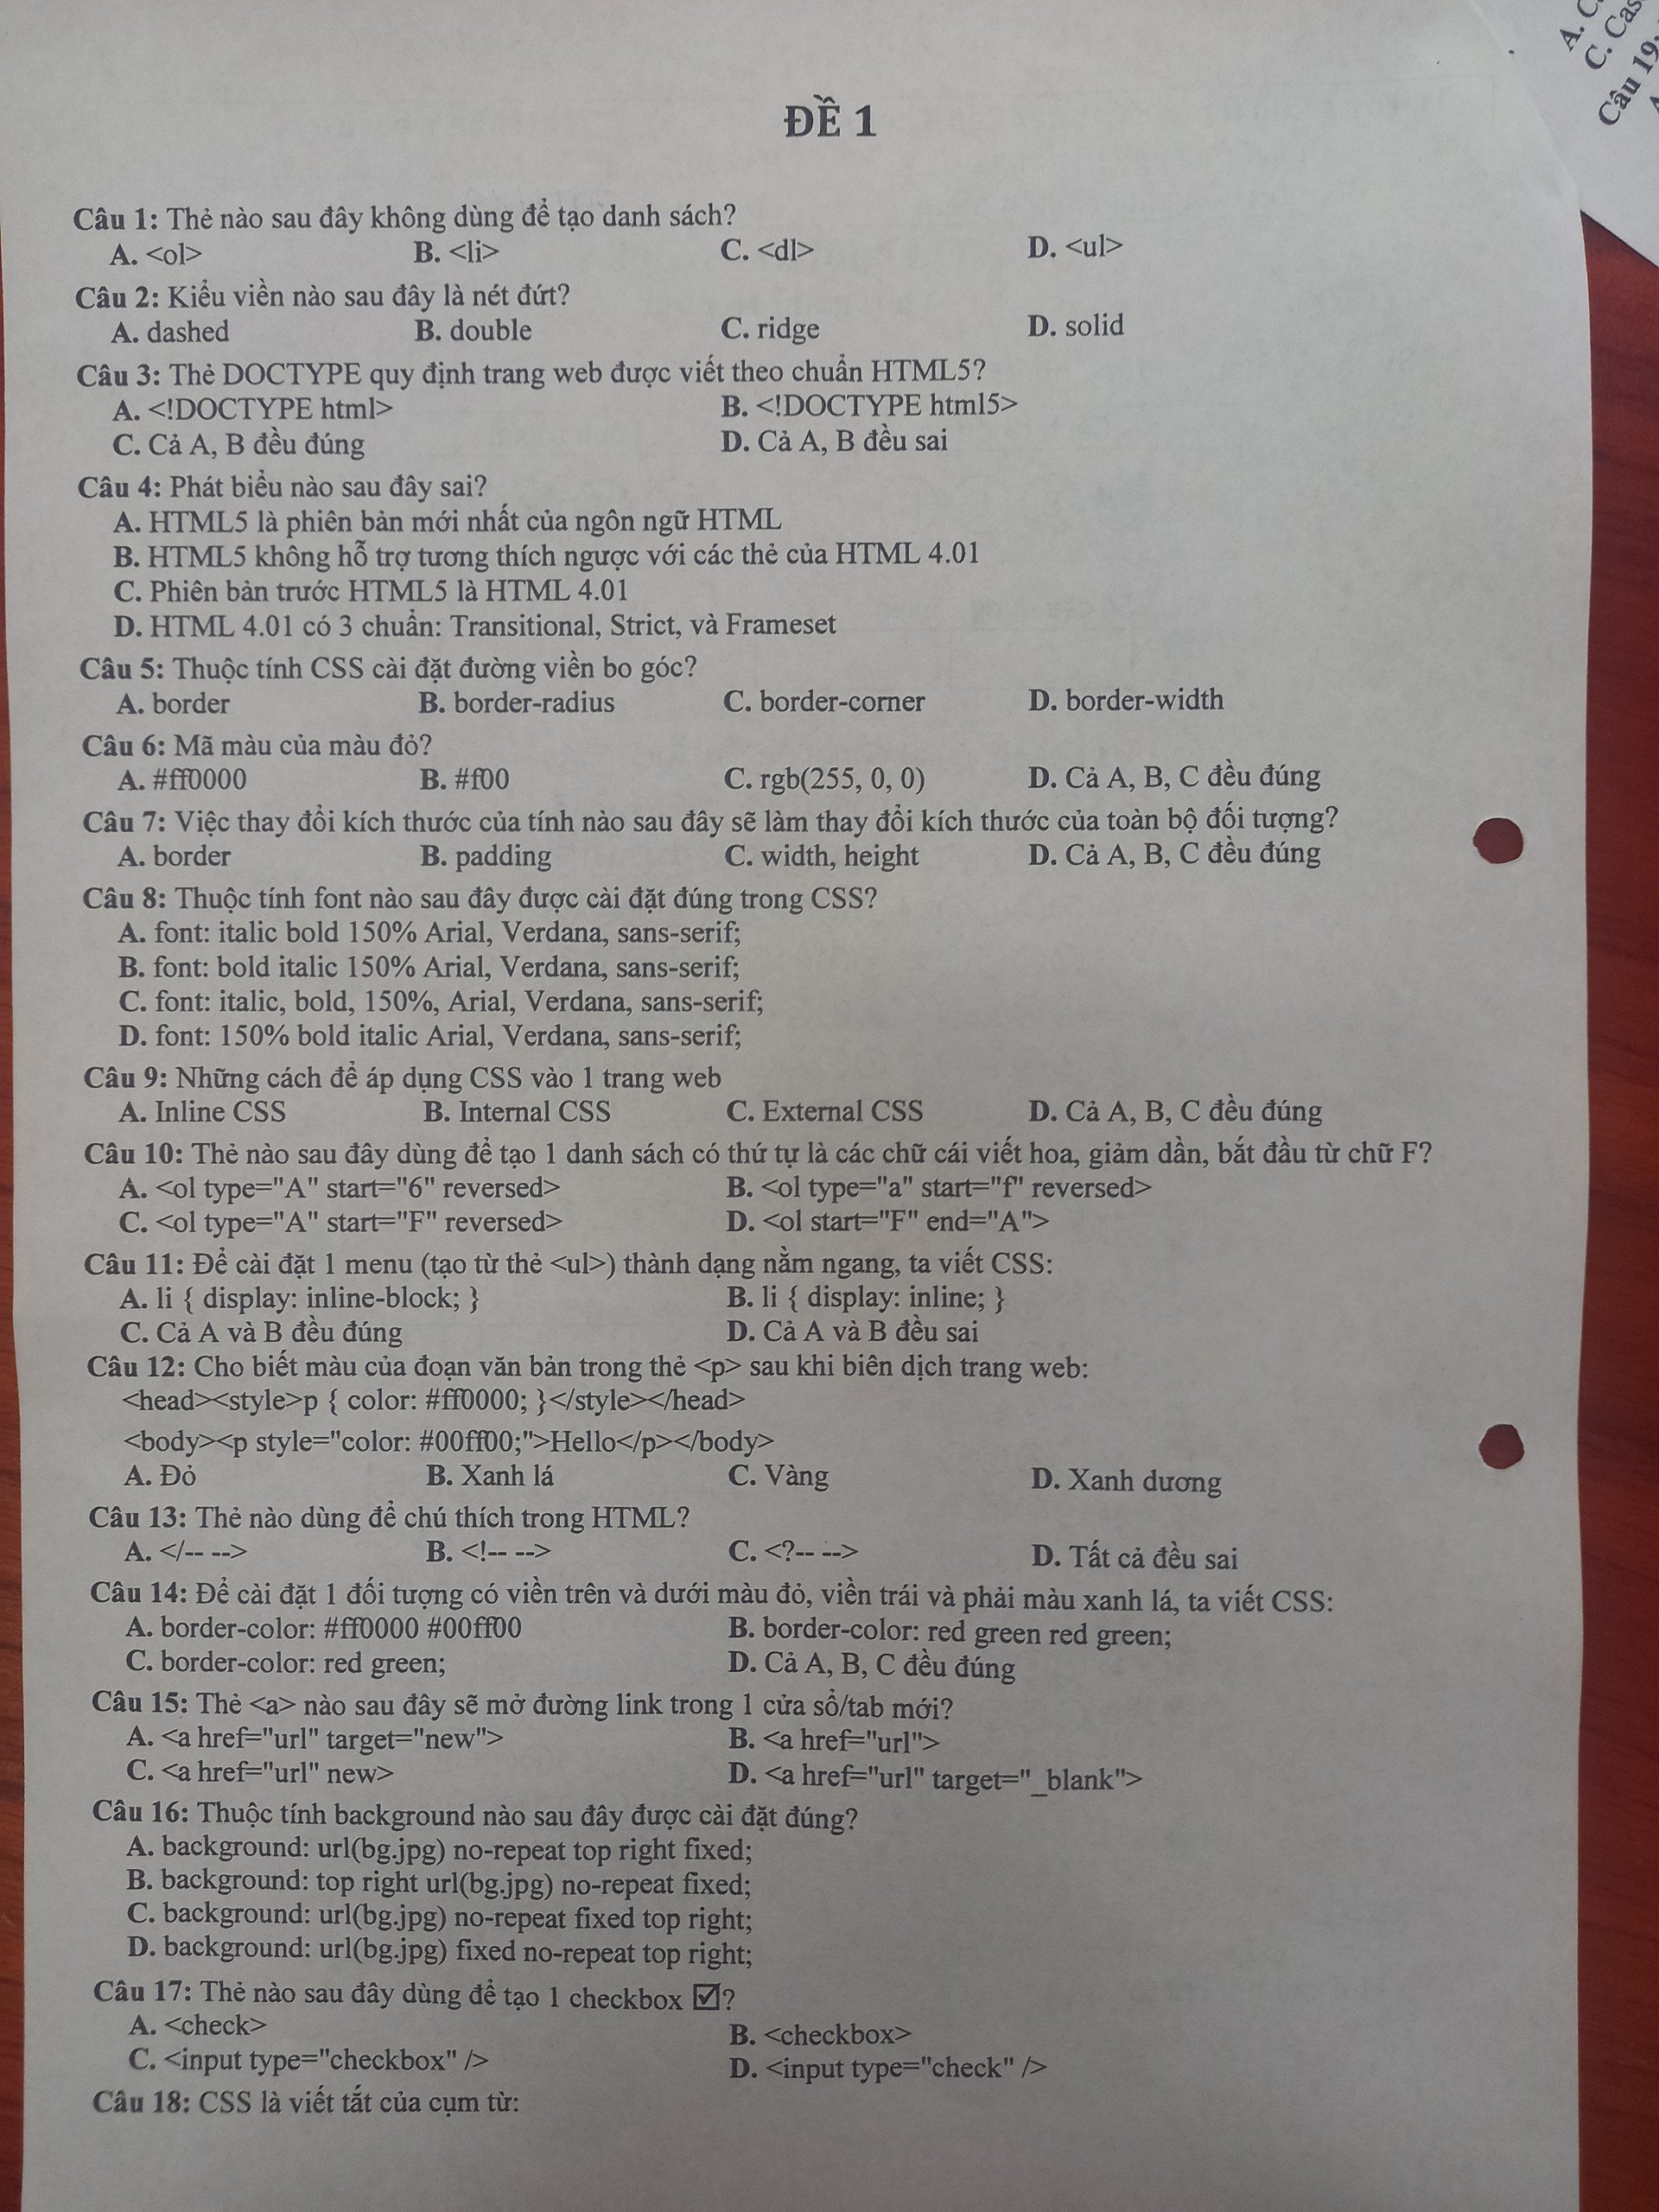 ĐỀ 1
Câu 1: Thẻ nào sau đây không dùng để tạo danh sách?
A. <ol> B. <li> C. <dl> D. <ul>
Câu 2: Kiểu viền nào sau đây là nét đứt?
A. dashed B. double C. ridge D. solid
Câu 3: Thẻ DOCTYPE quy định trang web được viết theo chuẩn HTML5?
A. <!DOCTYPE html> B. <!DOCTYPE html5>
C. Cả A, B đều đúng D. Cả A, B đều sai
Câu 4: Phát biểu nào sau đây sai?
A. HTML5 là phiên bản mới nhất của ngôn ngữ HTML
B. HTML5 không hỗ trợ tương thích ngược với các thẻ của HTML 4.01
C. Phiên bản trước HTML5 là HTML 4.01
D. HTML 4.01 có 3 chuẩn: Transitional, Strict, và Frameset
Câu 5: Thuộc tính CSS cài đặt đường viền bo góc?
A. border B. border-radius C. border-corner D. border-width
Câu 6: Mã màu của màu đỏ?
A. #ff0000 B. #f00 C. rgb(255, 0, 0) D. Cả A, B, C đều đúng
Câu 7: Việc thay đổi kích thước của tính nào sau đây sẽ làm thay đổi kích thước của toàn bộ đối tượng?
A. border B. padding C. width, height D. Cả A, B, C đều đúng
Câu 8: Thuộc tính font nào sau đây được cài đặt đúng trong CSS?
A. font: italic bold 150% Arial, Verdana, sans-serif;
B. font: bold italic 150% Arial, Verdana, sans-serif;
C. font: italic, bold, 150%, Arial, Verdana, sans-serif;
D. font: 150% bold italic Arial, Verdana, sans-serif;
Câu 9: Những cách để áp dụng CSS vào 1 trang web
A. Inline CSS B. Internal CSS C. External CSS D. Cả A, B, C đều đúng
Câu 10: Thẻ nào sau đây dùng để tạo 1 danh sách có thứ tự là các chữ cái viết hoa, giảm dần, bắt đầu từ chữ F?
A. <ol type="A" start="6" reversed> B. <ol type="a" start="f" reversed>
C. <ol type="A" start="F" reversed> D. <ol start="F" end="A">
Câu 11: Để cài đặt 1 menu (tạo từ thẻ <ul>) thành dạng nằm ngang, ta viết CSS:
A. li { display: inline-block; } B. li { display: inline; }
C. Cả A và B đều đúng D. Cả A và B đều sai
Câu 12: Cho biết màu của đoạn văn bản trong thẻ <p> sau khi biên dịch trang web:
<head><style>p { color: #ff0000; }</style></head>
<body><p style="color: #00ff00;">Hello</p></body>
A. Đỏ B. Xanh lá C. Vàng D. Xanh dương
Câu 13: Thẻ nào dùng để chú thích trong HTML?
A. </-- --> B. <!-- --> C. <?-- --> D. Tất cả đều sai
Câu 14: Để cài đặt 1 đối tượng có viền trên và dưới màu đỏ, viền trái và phải màu xanh lá, ta viết CSS:
A. border-color: #ff0000 #00ff00 B. border-color: red green red green;
C. border-color: red green; D. Cả A, B, C đều đúng
Câu 15: Thẻ <a> nào sau đây sẽ mở đường link trong 1 cửa sổ/tab mới?
A. <a href="url" target="new"> B. <a href="url">
C. <a href="url" new> D. <a href="url" target="_blank">
Câu 16: Thuộc tính background nào sau đây được cài đặt đúng?
A. background: url(bg.jpg) no-repeat top right fixed;
B. background: top right url(bg.jpg) no-repeat fixed;
C. background: url(bg.jpg) no-repeat fixed top right;
D. background: url(bg.jpg) fixed no-repeat top right;
Câu 17: Thẻ nào sau đây dùng để tạo 1 checkbox ☑?
A. <check> B. <checkbox>
C. <input type="checkbox" /> D. <input type="check" />
Câu 18: CSS là viết tắt của cụm từ:
A.
C.
Câu 19: